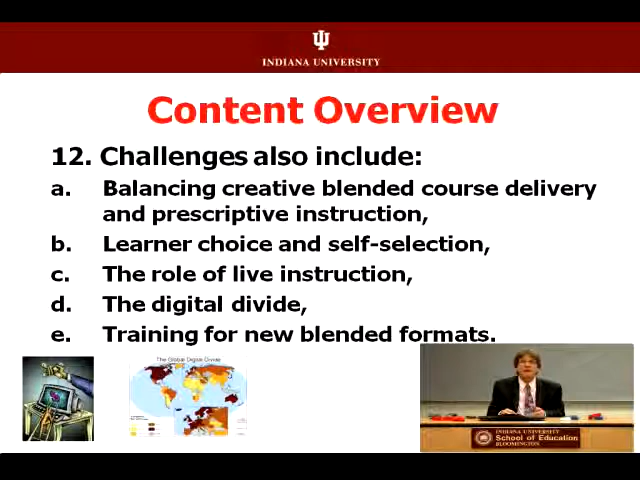 INDIANA UNIVERSITY
Content Overview
12. Challenges also include:
a. Balancing creative blended course delivery
and prescriptive instruction,
b. Learner choice and self-selection,
c. The role of live instruction,
d. The digital divide,
e. Training for new blended formats.
The Global Digital Divide
INDIANA UNIVERSITY
School of Education
BLOOMINGTON